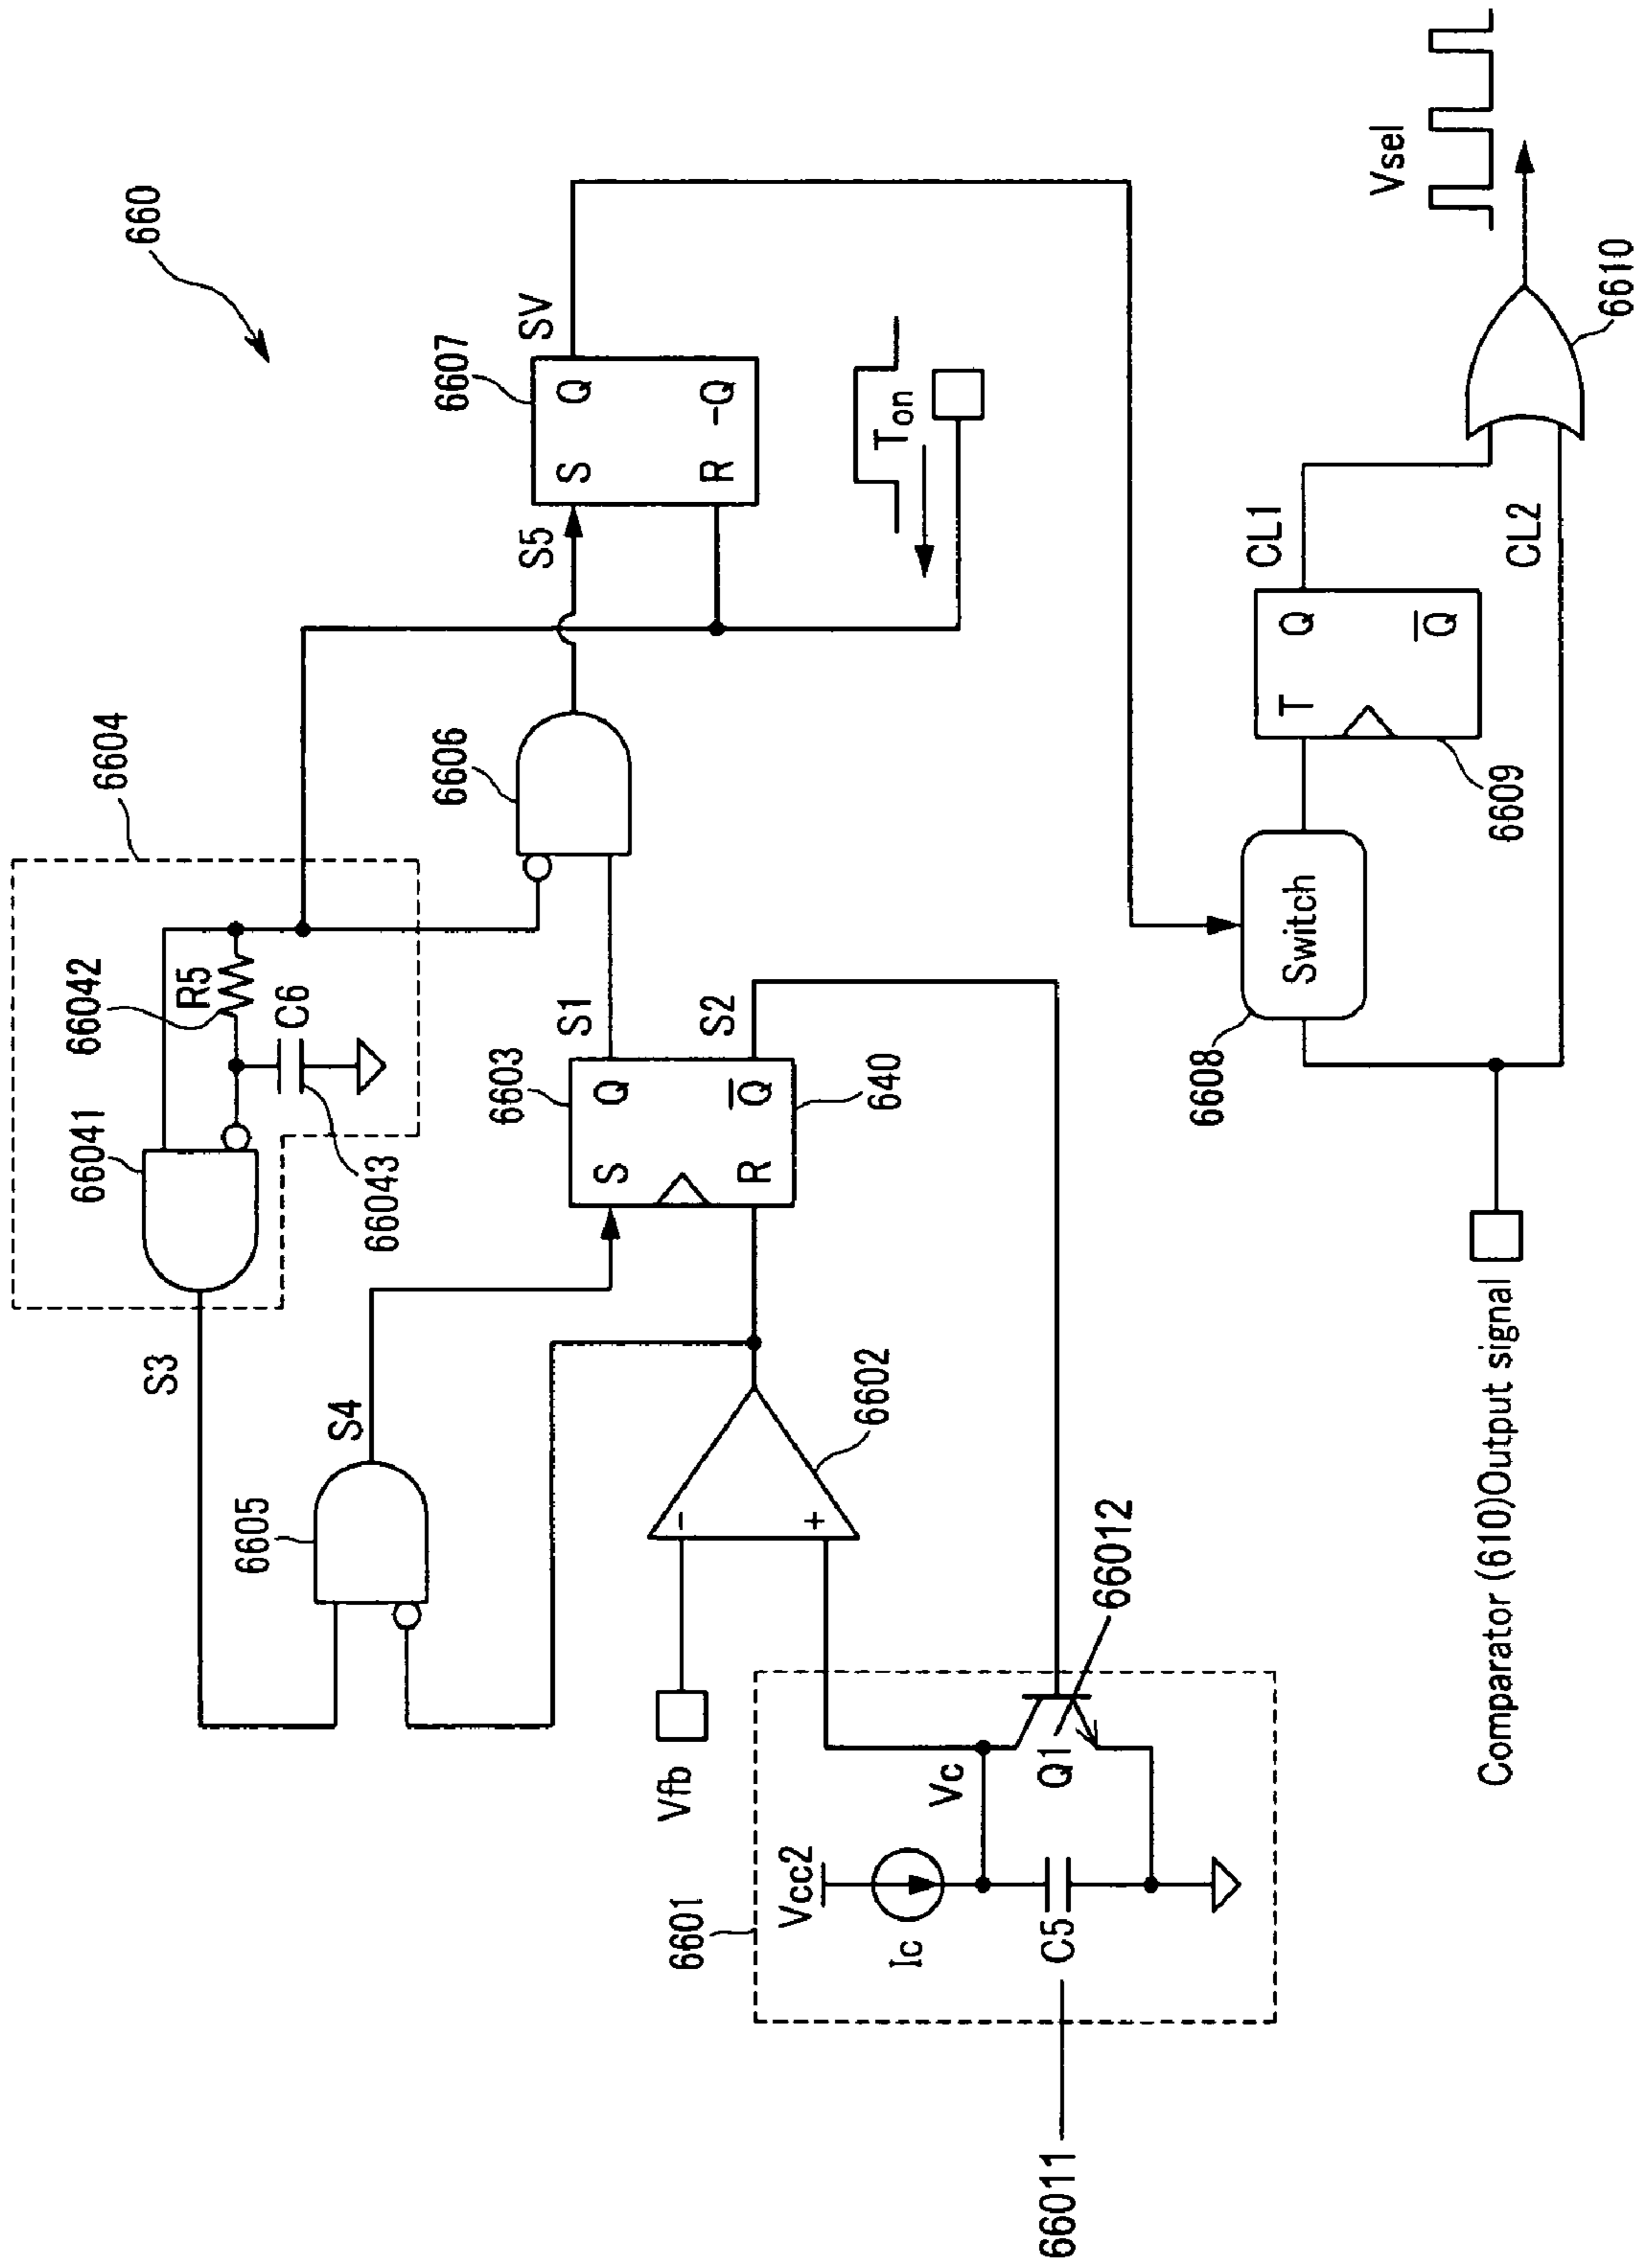 660
6604
66041
66042
R5
C6
66043
S3
6605
S4
6603
S
Q
R
Q̅
S1
S2
640
6606
S5
6607
S
Q
R
-Q
SV
Ton
Vfb
-
+
6602
6601
Vcc2
Ic
Vc
C5
Q1
66011
66012
Comparator (610)Output signal
6608
Switch
T
Q
Q̅
6609
CL1
CL2
6610
Vsel